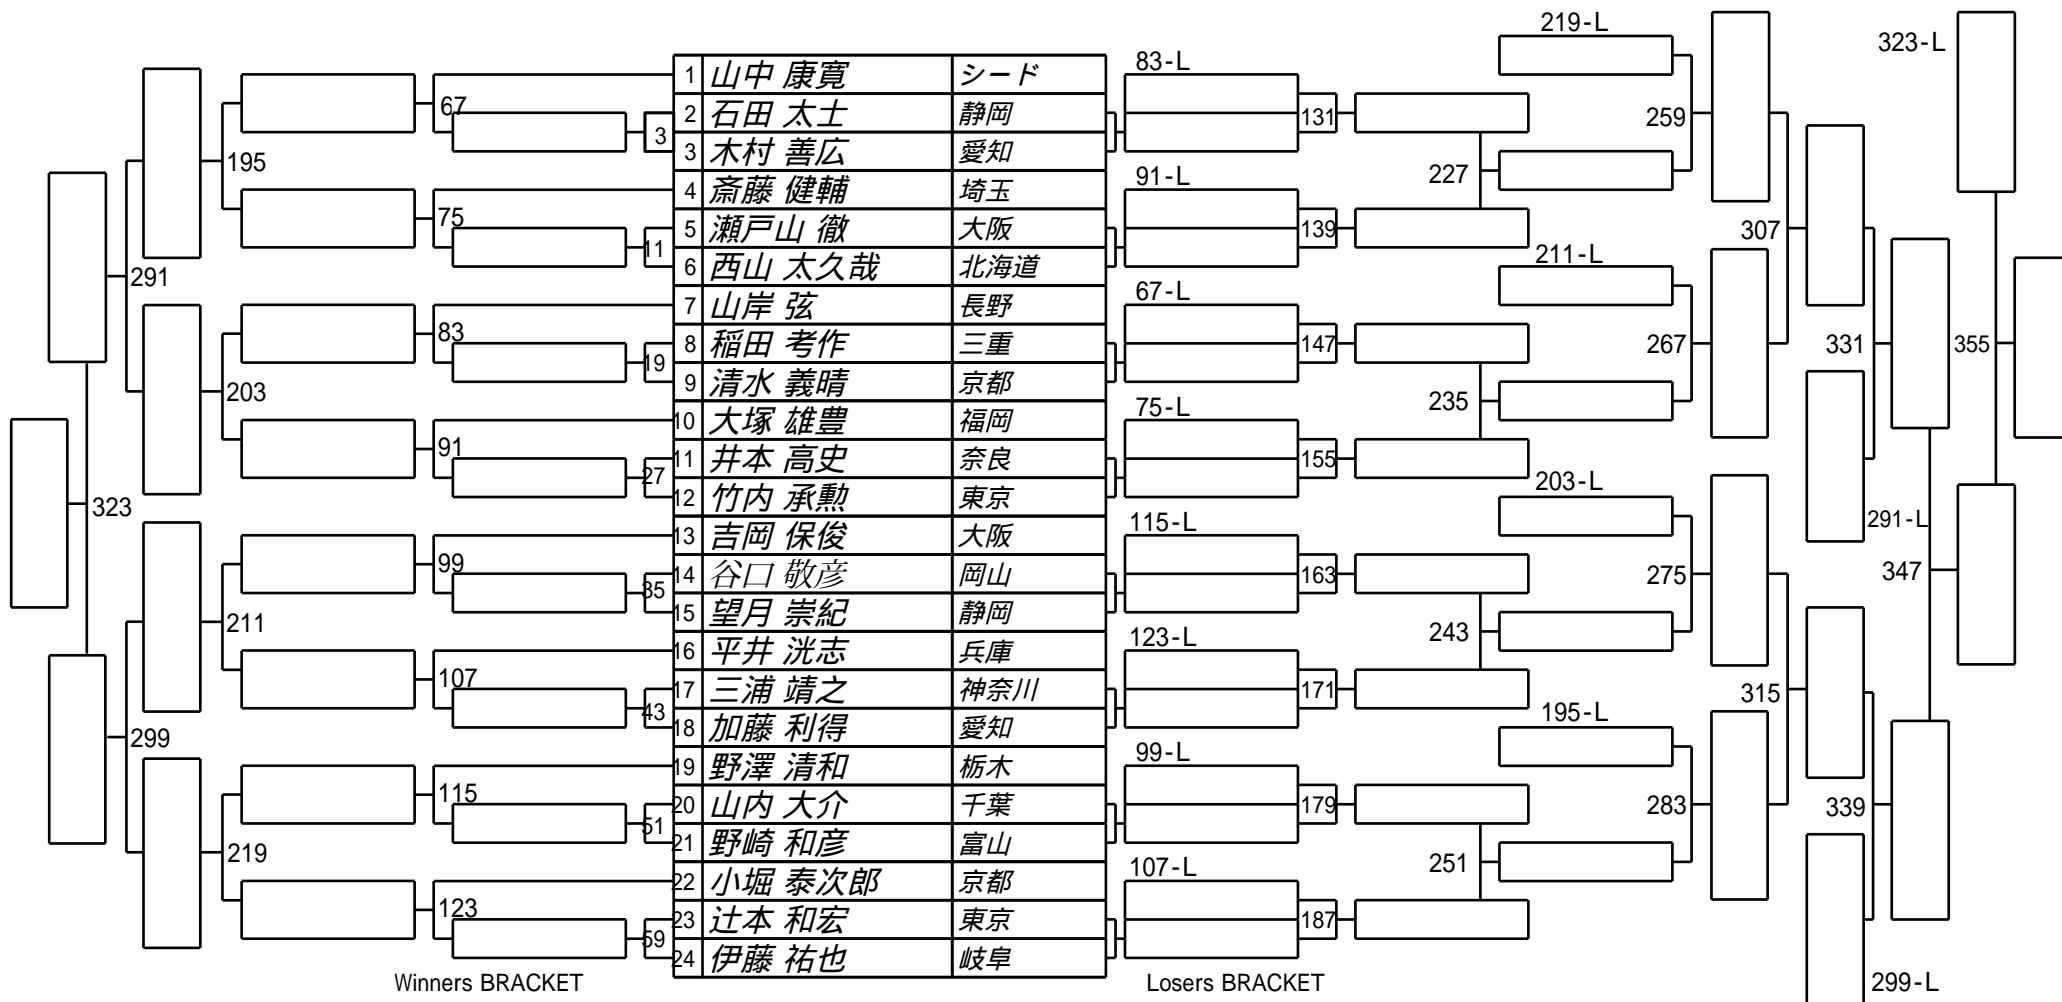 219-L
323-L
83-L
1 山中 康寛 シード
67
131
259
2 石田 太士 静岡
3
3 木村 善広 愛知
195
91-L
227
4 斎藤 健輔 埼玉
75
139
307
5 瀬戸山 徹 大阪
11
211-L
6 西山 太久哉 北海道
291
67-L
7 山岸 弦 長野
83
147
267
331
355
8 稲田 考作 三重
19
9 清水 義晴 京都
203
75-L
235
10 大塚 雄豊 福岡
91
155
11 井本 高史 奈良
27
203-L
12 竹内 承勲 東京
323
115-L
291-L
13 吉岡 保俊 大阪
99
163
275
347
14 谷口 敬彦 岡山
35
15 望月 崇紀 静岡
211
123-L
243
16 平井 洸志 兵庫
107
171
315
17 三浦 靖之 神奈川
43
195-L
18 加藤 利得 愛知
299
99-L
19 野澤 清和 栃木
115
179
283
339
20 山内 大介 千葉
51
21 野崎 和彦 富山
219
107-L
251
22 小堀 泰次郎 京都
123
187
23 辻本 和宏 東京
59
24 伊藤 祐也 岐阜
Winners BRACKET
Losers BRACKET
299-L